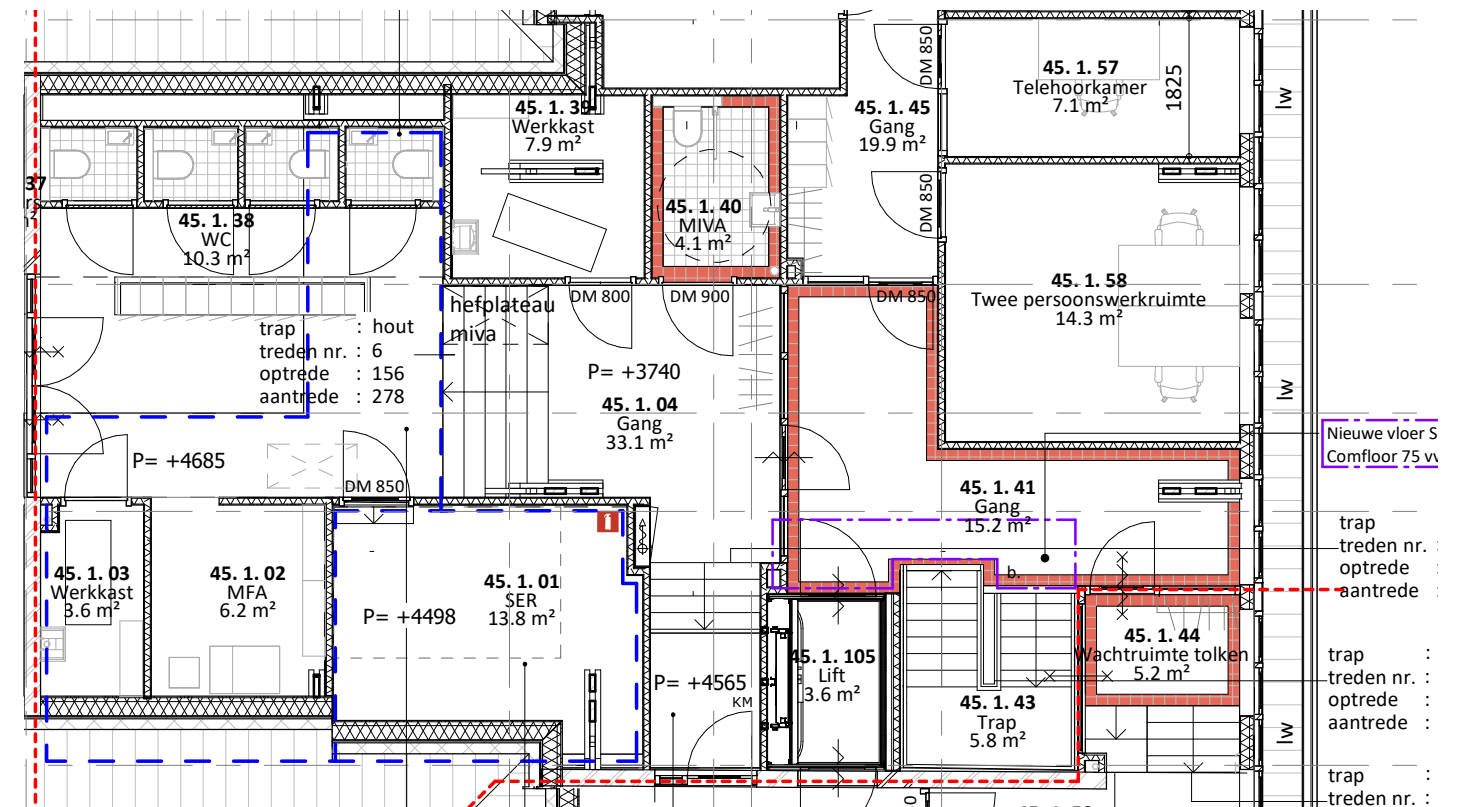 DM 850
45. 1. 57
Telehoorkamer
7.1 m²
1825
lw
45. 1. 39
Werkkast
7.9 m²
45. 1. 45
Gang
19.9 m²
37
DM 850
45. 1. 38
WC
10.3 m²
45. 1. 40
MIVA
4.1 m²
45. 1. 58
Twee persoonswerkruimte
14.3 m²
DM 800
DM 900
DM 850
hefplateau
miva
trap : hout
treden nr. : 6
optrede : 156
aantrede : 278
P= +3740
45. 1. 04
Gang
33.1 m²
lw
Nieuwe vloer S
Comfloor 75 vv
P= +4685
DM 850
45. 1. 41
Gang
15.2 m²
i
trap
treden nr. :
optrede :
aantrede :
b.
45. 1. 03
Werkkast
3.6 m²
45. 1. 02
MFA
6.2 m²
45. 1. 01
SER
13.8 m²
P= +4498
45. 1. 44
Wachtruimte tolken
5.2 m²
45. 1. 105
Lift
3.6 m²
P= +4565
KM
45. 1. 43
Trap
5.8 m²
trap :
treden nr. :
optrede :
aantrede :
lw
trap :
treden nr. :